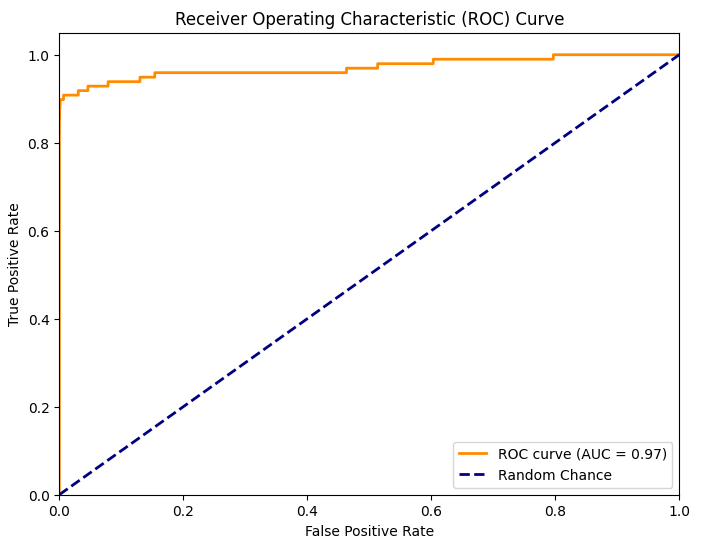 Receiver Operating Characteristic (ROC) Curve
True Positive Rate
1.0
0.8
0.6
0.4
0.2
0.0
ROC curve (AUC = 0.97)
Random Chance
0.0 0.2 0.4 0.6 0.8 1.0
False Positive Rate